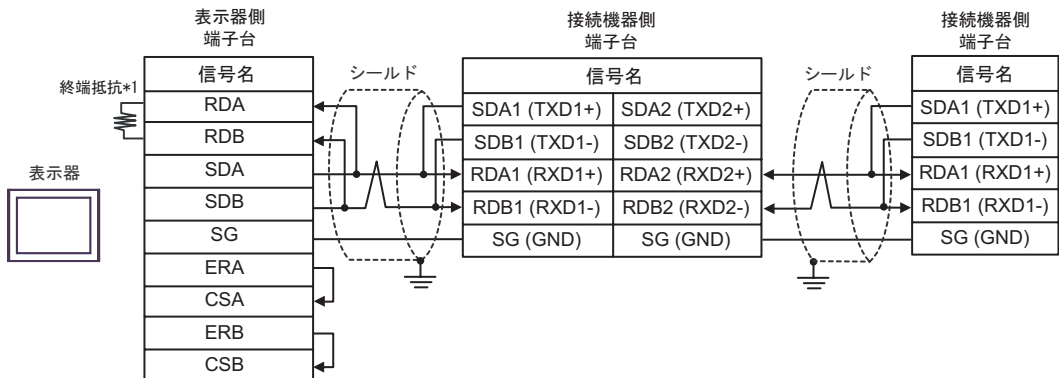 表示器側
端子台
接続機器側
端子台
接続機器側
端子台
終端抵抗*1
信号名
シールド
信号名
シールド
信号名
RDA
SDA1 (TXD1+) SDA2 (TXD2+)
SDA1 (TXD1+)
RDB
SDB1 (TXD1-) SDB2 (TXD2-)
SDB1 (TXD1-)
表示器
SDA
RDA1 (RXD1+) RDA2 (RXD2+)
RDA1 (RXD1+)
SDB
RDB1 (RXD1-) RDB2 (RXD2-)
RDB1 (RXD1-)
SG
SG (GND) SG (GND)
SG (GND)
ERA
CSA
ERB
CSB